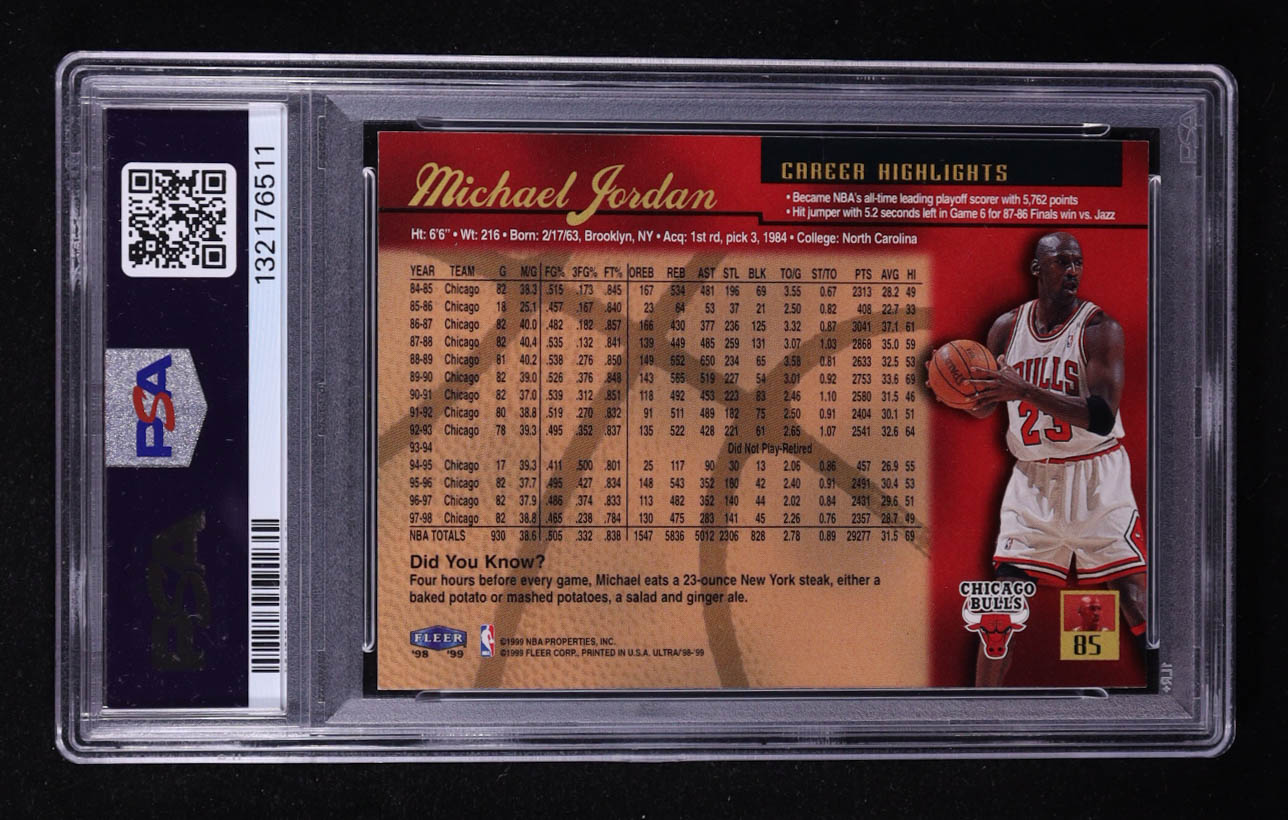 132176511
PSA
PSA
PSA
Michael Jordan
CAREER HIGHLIGHTS
• Became NBA's all-time leading playoff scorer with 5,762 points
• Hit jumper with 5.2 seconds left in Game 6 for 87-86 Finals win vs. Jazz
Ht: 6'6" • Wt: 216 • Born: 2/17/63, Brooklyn, NY • Acq: 1st rd, pick 3, 1984 • College: North Carolina
YEAR TEAM G M/G FG% 3FG% FT% OREB REB AST STL BLK TO/G ST/TO PTS AVG HI
84-85 Chicago 82 38.3 .515 .173 .845 167 534 481 196 69 3.55 0.67 2313 28.2 49
85-86 Chicago 18 25.1 .457 .167 .840 23 64 53 37 21 2.50 0.82 408 22.7 33
86-87 Chicago 82 40.0 .482 .182 .857 166 430 377 236 125 3.32 0.87 3041 37.1 61
87-88 Chicago 82 40.4 .535 .132 .841 139 449 485 259 131 3.07 1.03 2868 35.0 59
88-89 Chicago 81 40.2 .538 .276 .850 149 552 650 234 65 3.58 0.81 2633 32.5 53
89-90 Chicago 82 39.0 .526 .376 .848 143 565 519 227 54 3.01 0.92 2753 33.6 69
90-91 Chicago 82 37.0 .539 .312 .851 118 492 453 223 83 2.46 1.10 2580 31.5 46
91-92 Chicago 80 38.8 .519 .270 .832 91 511 489 182 75 2.50 0.91 2404 30.1 51
92-93 Chicago 78 39.3 .495 .352 .837 135 522 428 221 61 2.65 1.07 2541 32.6 64
93-94 Did Not Play-Retired
94-95 Chicago 17 39.3 .411 .500 .801 25 117 90 30 13 2.06 0.86 457 26.9 55
95-96 Chicago 82 37.7 .495 .427 .834 148 543 352 180 42 2.40 0.91 2491 30.4 53
96-97 Chicago 82 37.9 .486 .374 .833 113 482 352 140 44 2.02 0.84 2431 29.6 51
97-98 Chicago 82 38.8 .465 .238 .784 130 475 283 141 45 2.26 0.76 2357 28.7 49
NBA TOTALS 930 38.6 .505 .332 .838 1547 5836 5012 2306 828 2.78 0.89 29277 31.5 69
Did You Know?
Four hours before every game, Michael eats a 23-ounce New York steak, either a
baked potato or mashed potatoes, a salad and ginger ale.
FLEER
'98 '99
©1999 NBA PROPERTIES, INC.
©1999 FLEER CORP., PRINTED IN U.S.A. ULTRA/'98-'99
BULLS
23
CHICAGO
BULLS
85